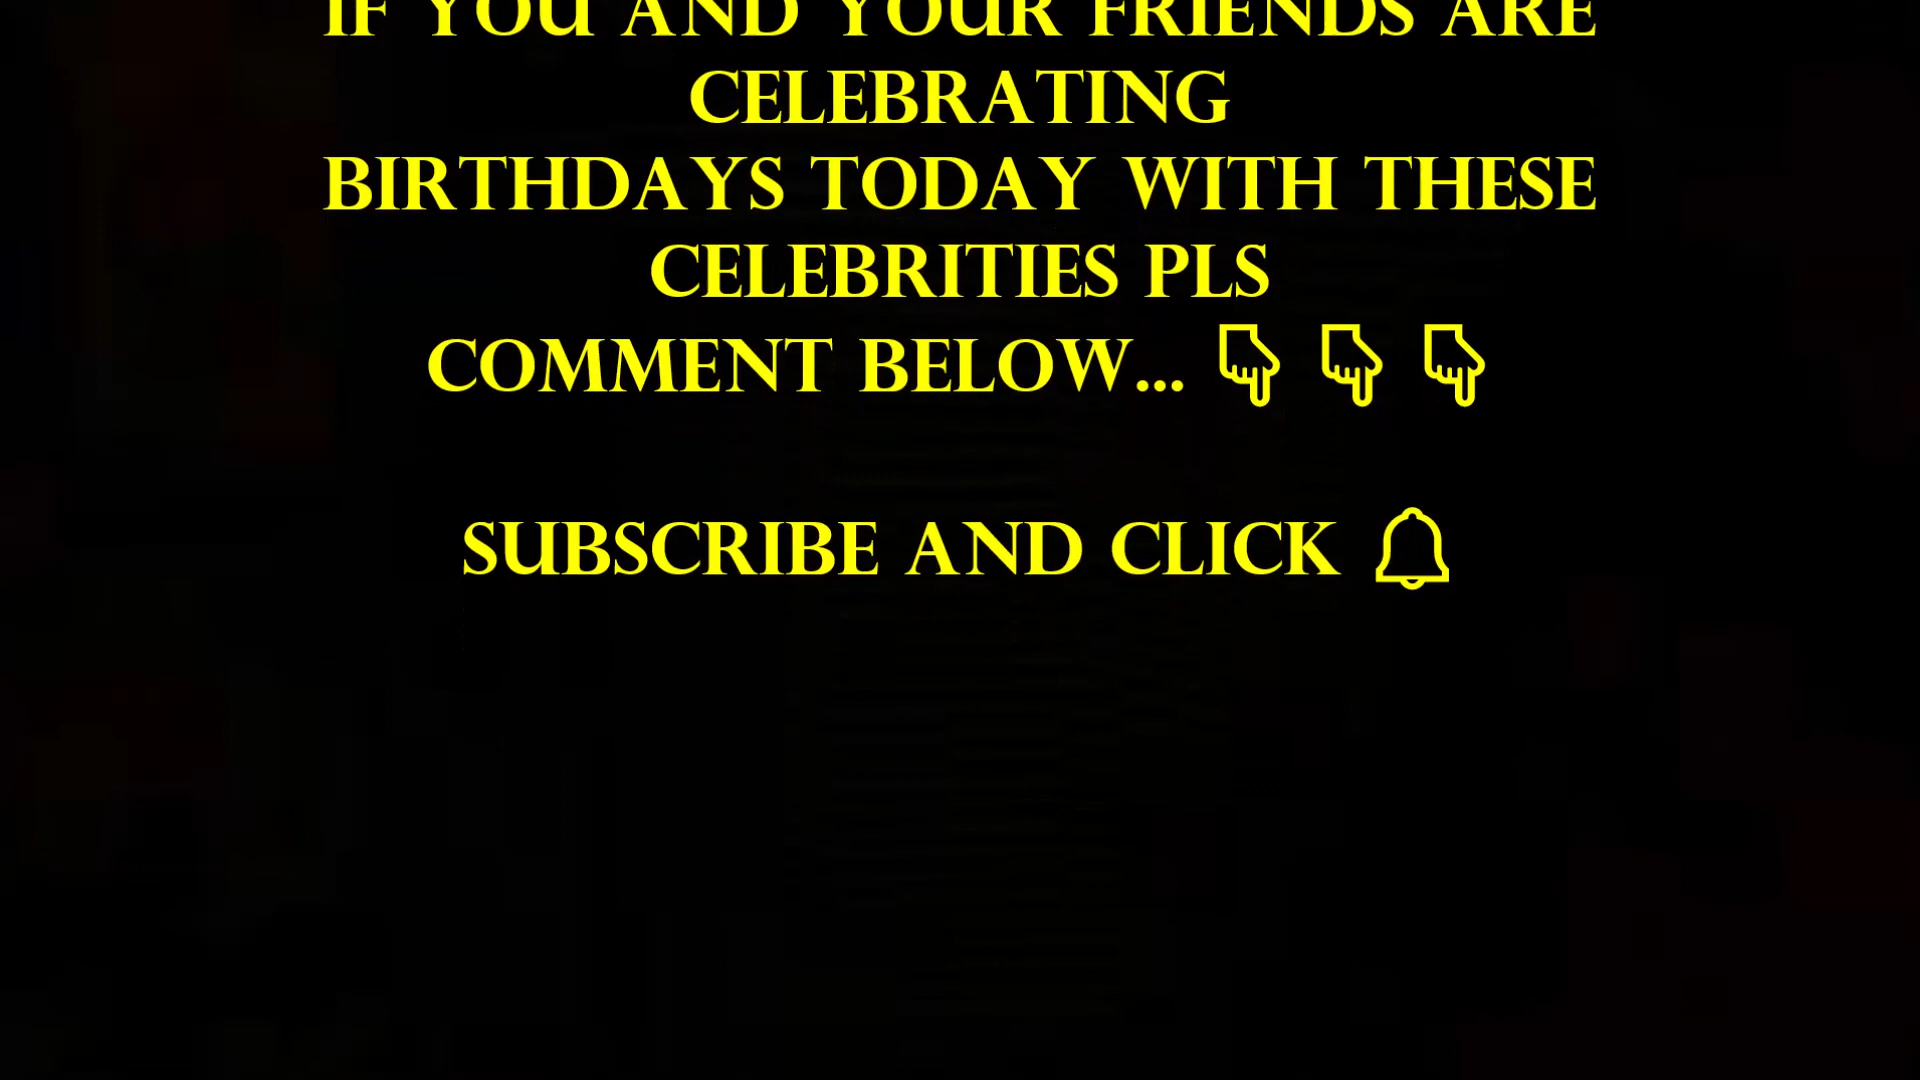 IF YOU AND YOUR FRIENDS ARE
CELEBRATING
BIRTHDAYS TODAY WITH THESE
CELEBRITIES PLS
COMMENT BELOW... 👇 👇 👇
SUBSCRIBE AND CLICK 🔔